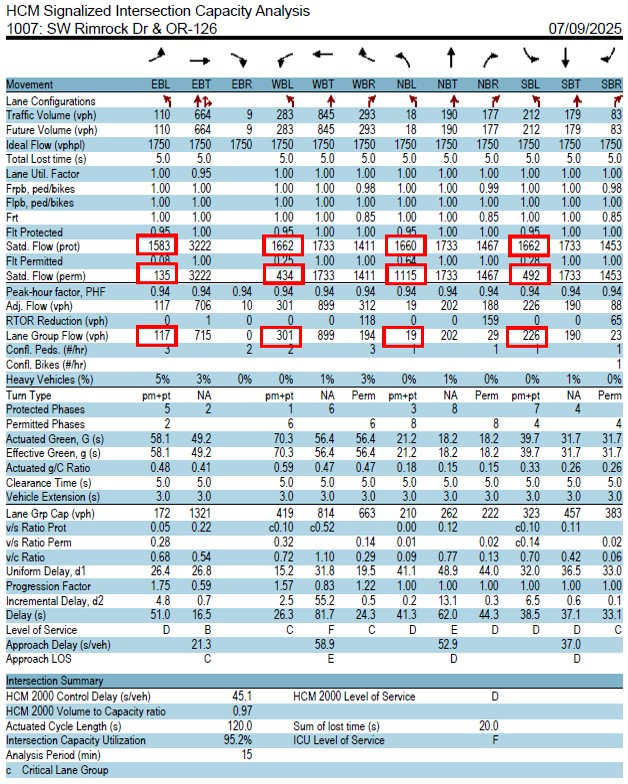 HCM Signalized Intersection Capacity Analysis
1007: SW Rimrock Dr & OR-126 07/09/2025
Movement EBL EBT EBR WBL WBT WBR NBL NBT NBR SBL SBT SBR
Lane Configurations
Traffic Volume (vph) 110 664 9 283 845 293 18 190 177 212 179 83
Future Volume (vph) 110 664 9 283 845 293 18 190 177 212 179 83
Ideal Flow (vphpl) 1750 1750 1750 1750 1750 1750 1750 1750 1750 1750 1750 1750
Total Lost time (s) 5.0 5.0 5.0 5.0 5.0 5.0 5.0 5.0 5.0 5.0 5.0
Lane Util. Factor 1.00 0.95 1.00 1.00 1.00 1.00 1.00 1.00 1.00 1.00 1.00
Frpb, ped/bikes 1.00 1.00 1.00 1.00 0.98 1.00 1.00 0.99 1.00 1.00 0.98
Flpb, ped/bikes 1.00 1.00 1.00 1.00 1.00 1.00 1.00 1.00 1.00 1.00 1.00
Frt 1.00 1.00 1.00 1.00 0.85 1.00 1.00 0.85 1.00 1.00 0.85
Flt Protected 0.95 1.00 0.95 1.00 1.00 0.95 1.00 1.00 0.95 1.00 1.00
Satd. Flow (prot) 1583 3222 1662 1733 1411 1660 1733 1467 1662 1733 1453
Flt Permitted 0.08 1.00 0.25 1.00 1.00 0.64 1.00 1.00 0.28 1.00 1.00
Satd. Flow (perm) 135 3222 434 1733 1411 1115 1733 1467 492 1733 1453
Peak-hour factor, PHF 0.94 0.94 0.94 0.94 0.94 0.94 0.94 0.94 0.94 0.94 0.94 0.94
Adj. Flow (vph) 117 706 10 301 899 312 19 202 188 226 190 88
RTOR Reduction (vph) 0 1 0 0 0 118 0 0 159 0 0 65
Lane Group Flow (vph) 117 715 0 301 899 194 19 202 29 226 190 23
Confl. Peds. (#/hr) 3 2 2 3 1 1 1 1
Confl. Bikes (#/hr) 1
Heavy Vehicles (%) 5% 3% 0% 0% 1% 3% 0% 1% 0% 0% 1% 0%
Turn Type pm+pt NA pm+pt NA Perm pm+pt NA Perm pm+pt NA Perm
Protected Phases 5 2 1 6 3 8 7 4
Permitted Phases 2 6 6 8 8 4 4
Actuated Green, G (s) 58.1 49.2 70.3 56.4 56.4 21.2 18.2 18.2 39.7 31.7 31.7
Effective Green, g (s) 58.1 49.2 70.3 56.4 56.4 21.2 18.2 18.2 39.7 31.7 31.7
Actuated g/C Ratio 0.48 0.41 0.59 0.47 0.47 0.18 0.15 0.15 0.33 0.26 0.26
Clearance Time (s) 5.0 5.0 5.0 5.0 5.0 5.0 5.0 5.0 5.0 5.0 5.0
Vehicle Extension (s) 3.0 3.0 3.0 3.0 3.0 3.0 3.0 3.0 3.0 3.0 3.0
Lane Grp Cap (vph) 172 1321 419 814 663 210 262 222 323 457 383
v/s Ratio Prot 0.05 0.22 c0.10 c0.52 0.00 0.12 c0.10 0.11
v/s Ratio Perm 0.28 0.32 0.14 0.01 0.02 c0.14 0.02
v/c Ratio 0.68 0.54 0.72 1.10 0.29 0.09 0.77 0.13 0.70 0.42 0.06
Uniform Delay, d1 26.4 26.8 15.2 31.8 19.5 41.1 48.9 44.0 32.0 36.5 33.0
Progression Factor 1.75 0.59 1.57 0.83 1.22 1.00 1.00 1.00 1.00 1.00 1.00
Incremental Delay, d2 4.8 0.7 2.5 55.2 0.5 0.2 13.1 0.3 6.5 0.6 0.1
Delay (s) 51.0 16.5 26.3 81.7 24.3 41.3 62.0 44.3 38.5 37.1 33.1
Level of Service D B C F C D E D D D C
Approach Delay (s/veh) 21.3 58.9 52.9 37.0
Approach LOS C E D D
Intersection Summary
HCM 2000 Control Delay (s/veh) 45.1 HCM 2000 Level of Service D
HCM 2000 Volume to Capacity ratio 0.97
Actuated Cycle Length (s) 120.0 Sum of lost time (s) 20.0
Intersection Capacity Utilization 95.2% ICU Level of Service F
Analysis Period (min) 15
c Critical Lane Group